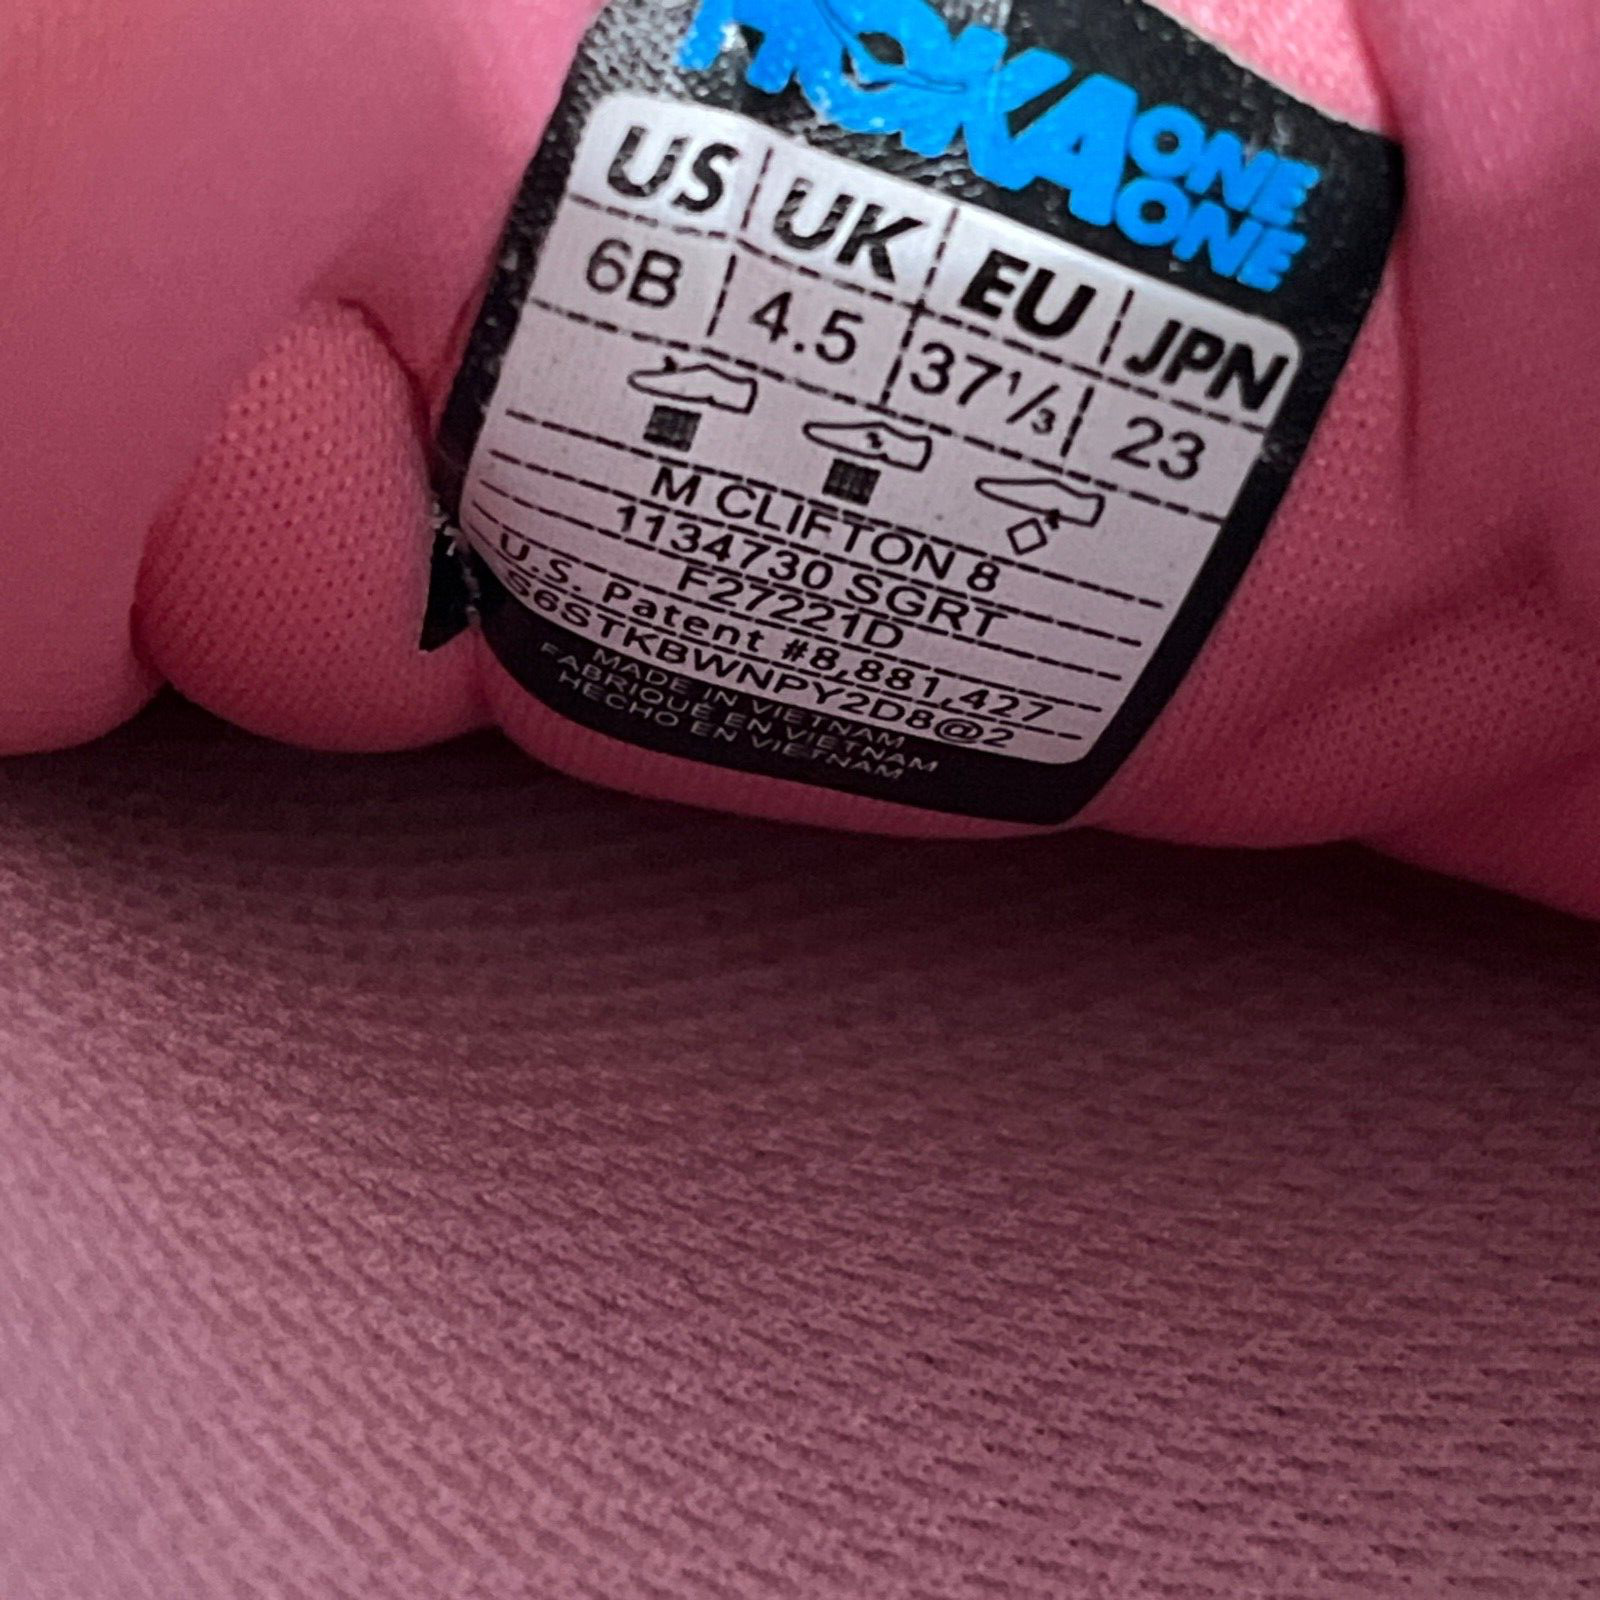 HOKA ONE ONE
US UK EU JPN
6B 4.5 37⅓ 23
M CLIFTON 8
1134730 SGRT
F27221D
U.S. Patent #8,881,427
S6STKBWNPY2D8@2
MADE IN VIETNAM
FABRIQUÉ EN VIETNAM
HECHO EN VIETNAM